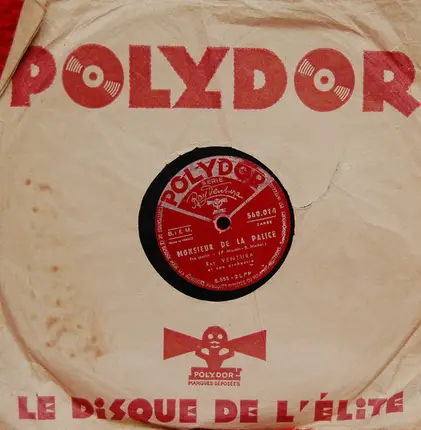 POLYDOR
POLYDOR
SÉRIE
Ray Ventura
560.014
B.I.E.M.
MONSIEUR DE LA PALICE
Ray VENTURA
et son orchestre
POLYDOR
MARQUES DÉPOSÉES
LE DISQUE DE L'ÉLITE